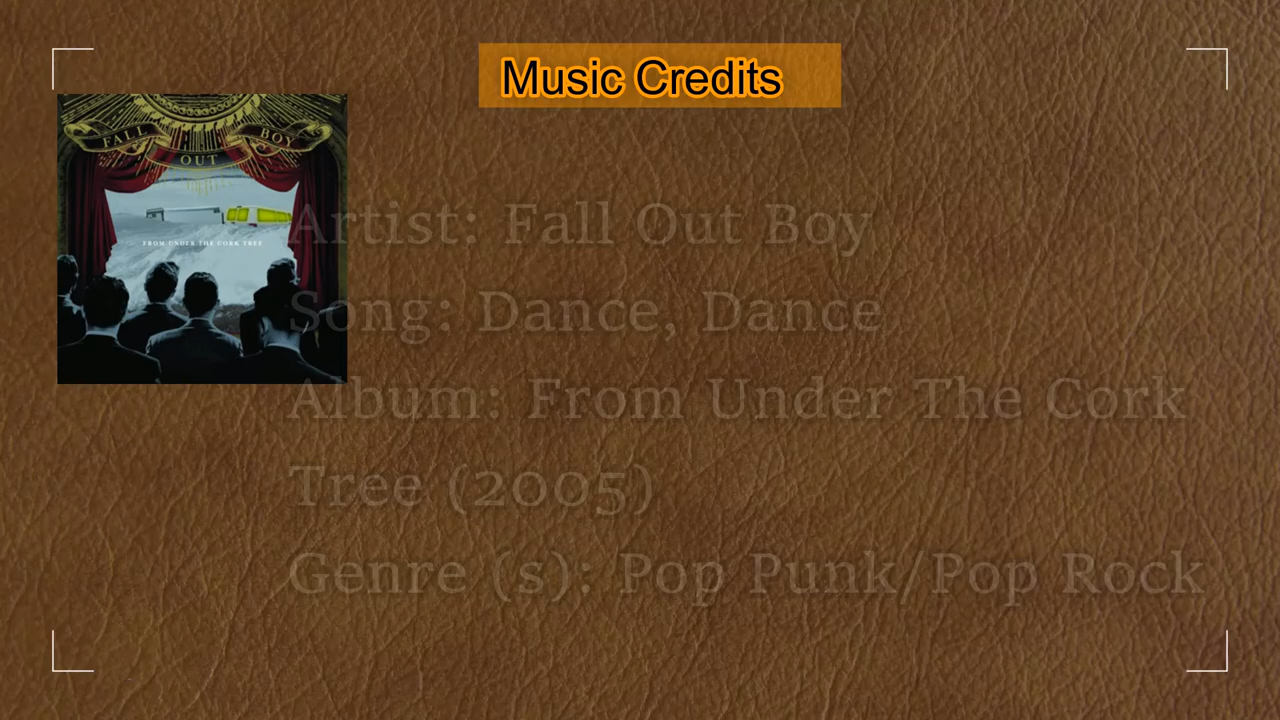 Music Credits
FALL OUT BOY
FROM UNDER THE CORK TREE
Artist: Fall Out Boy
Song: Dance, Dance
Album: From Under The Cork
Tree (2005)
Genre (s): Pop Punk/Pop Rock